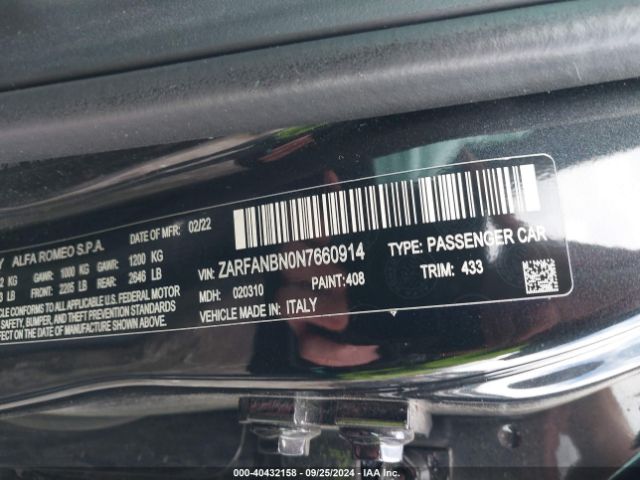 ALFA ROMEO S.P.A. DATE OF MFR: 02/22
KG GAWR: 1000 KG GAWR: 1200 KG
LB FRONT: 2205 LB REAR: 2646 LB
VEHICLE CONFORMS TO ALL APPLICABLE U.S. FEDERAL MOTOR
SAFETY, BUMPER, AND THEFT PREVENTION STANDARDS
EFFECT ON THE DATE OF MANUFACTURE SHOWN ABOVE.
VIN: ZARFANBN0N7660914 TYPE: PASSENGER CAR
MDH: 020310 PAINT: 408 TRIM: 433
VEHICLE MADE IN: ITALY
000-40432158 - 09/25/2024 - IAA Inc.